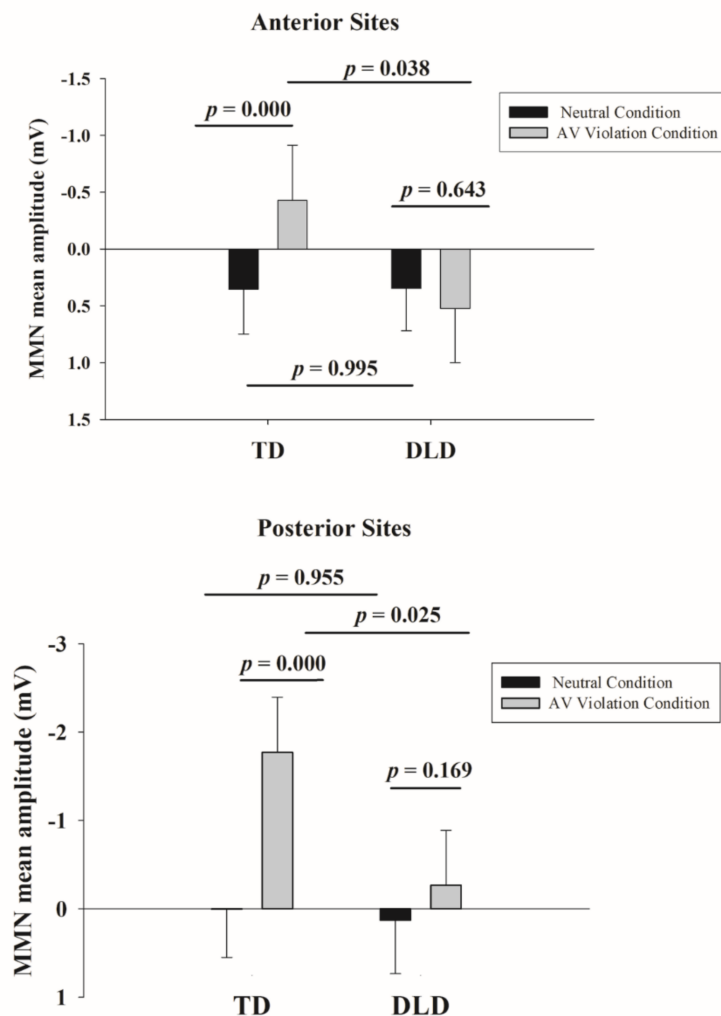 Anterior Sites
p = 0.038
-1.5
p = 0.000
Neutral Condition
AV Violation Condition
-1.0
p = 0.643
-0.5
0.0
0.5
1.0
p = 0.995
1.5
MMN mean amplitude (mV)
TD DLD
Posterior Sites
p = 0.955
p = 0.025
-3
p = 0.000
Neutral Condition
AV Violation Condition
-2
p = 0.169
-1
0
1
MMN mean amplitude (mV)
TD DLD